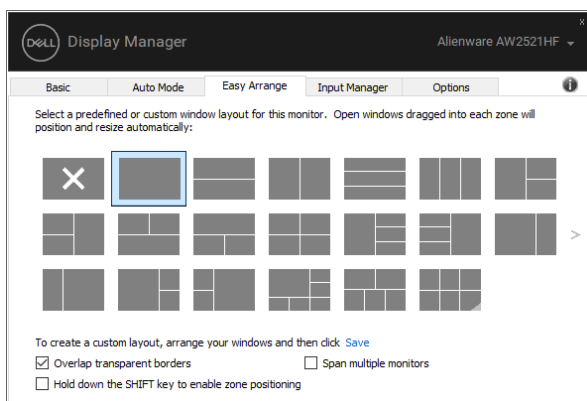 DELL Display Manager
Alienware AW2521HF
Basic
Auto Mode
Easy Arrange
Input Manager
Options
Select a predefined or custom window layout for this monitor. Open windows dragged into each zone will
position and resize automatically:
To create a custom layout, arrange your windows and then click Save
Overlap transparent borders
Span multiple monitors
Hold down the SHIFT key to enable zone positioning